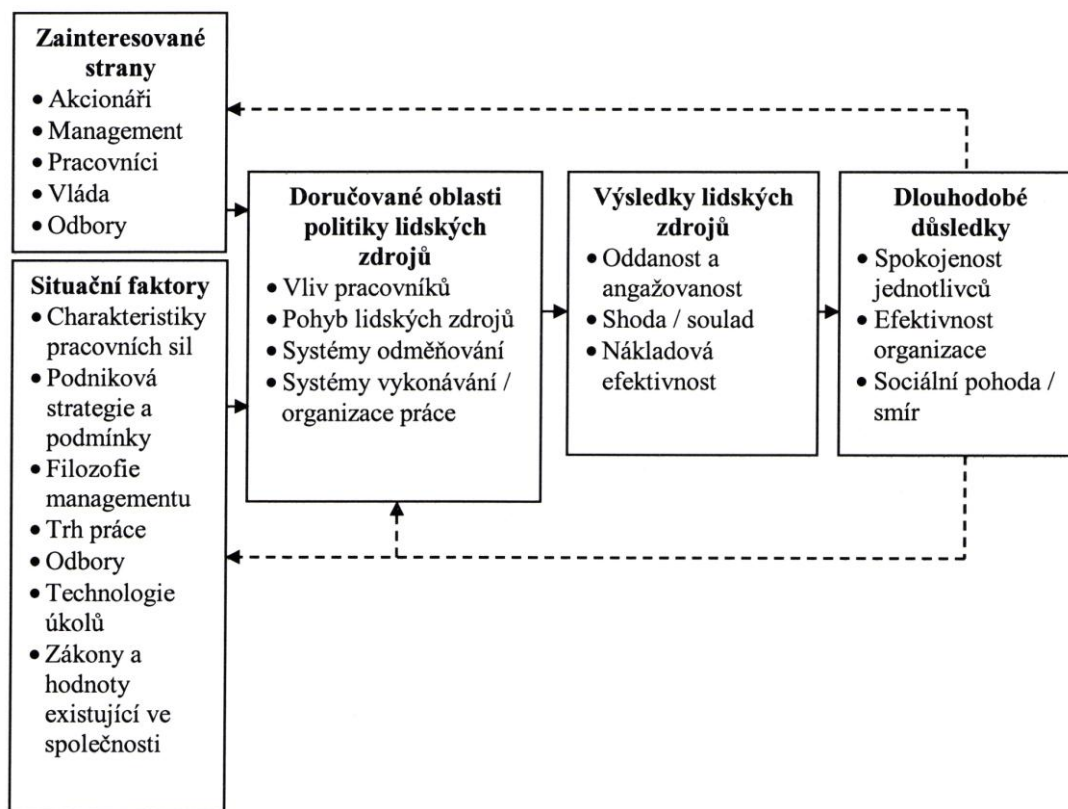 Zainteresované
strany
• Akcionáři
• Management
• Pracovníci
• Vláda
• Odbory
Situační faktory
• Charakteristiky
pracovních sil
• Podniková
strategie a
podmínky
• Filozofie
managementu
• Trh práce
• Odbory
• Technologie
úkolů
• Zákony a
hodnoty
existující ve
společnosti
Doručované oblasti
politiky lidských
zdrojů
• Vliv pracovníků
• Pohyb lidských zdrojů
• Systémy odměňování
• Systémy vykonávání /
organizace práce
Výsledky lidských
zdrojů
• Oddanost a
angažovanost
• Shoda / soulad
• Nákladová
efektivnost
Dlouhodobé
důsledky
• Spokojenost
jednotlivců
• Efektivnost
organizace
• Sociální pohoda /
smír